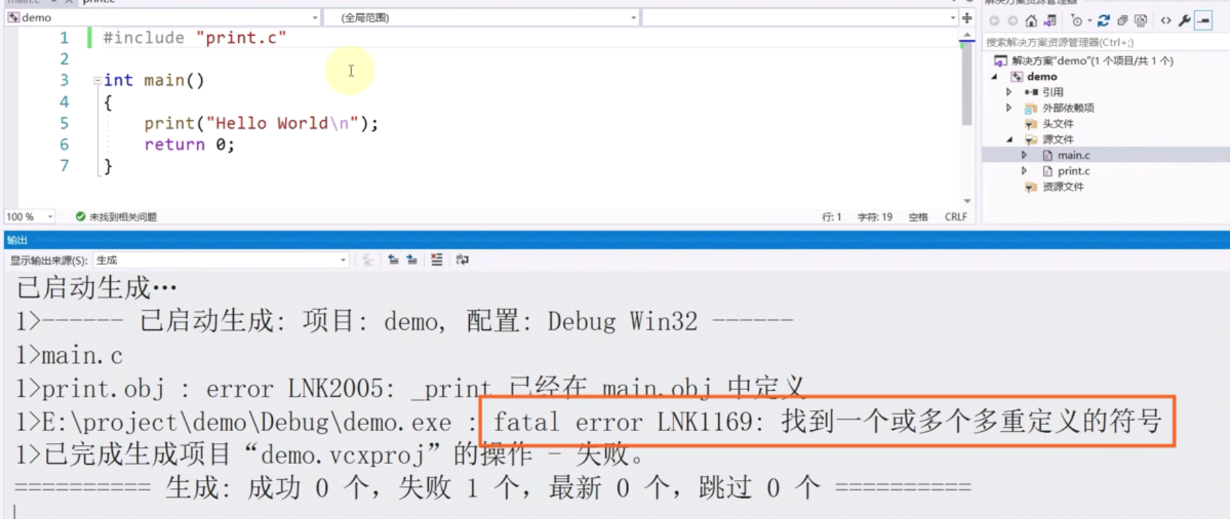 print.c
解决方案资源管理器
demo
(全局范围)
搜索解决方案资源管理器(Ctrl+;)
1 #include "print.c"
2
3 int main()
4 {
5 print("Hello World\n");
6 return 0;
7 }
解决方案"demo"(1 个项目/共 1 个)
demo
引用
外部依赖项
头文件
源文件
main.c
print.c
资源文件
100 % 未找到相关问题 行: 1 字符: 19 空格 CRLF
输出
显示输出来源(S): 生成
已启动生成…
1>------ 已启动生成: 项目: demo, 配置: Debug Win32 ------
1>main.c
1>print.obj : error LNK2005: _print 已经在 main.obj 中定义
1>E:\project\demo\Debug\demo.exe : fatal error LNK1169: 找到一个或多个多重定义的符号
1>已完成生成项目“demo.vcxproj”的操作 - 失败。
========== 生成: 成功 0 个，失败 1 个，最新 0 个，跳过 0 个 ==========